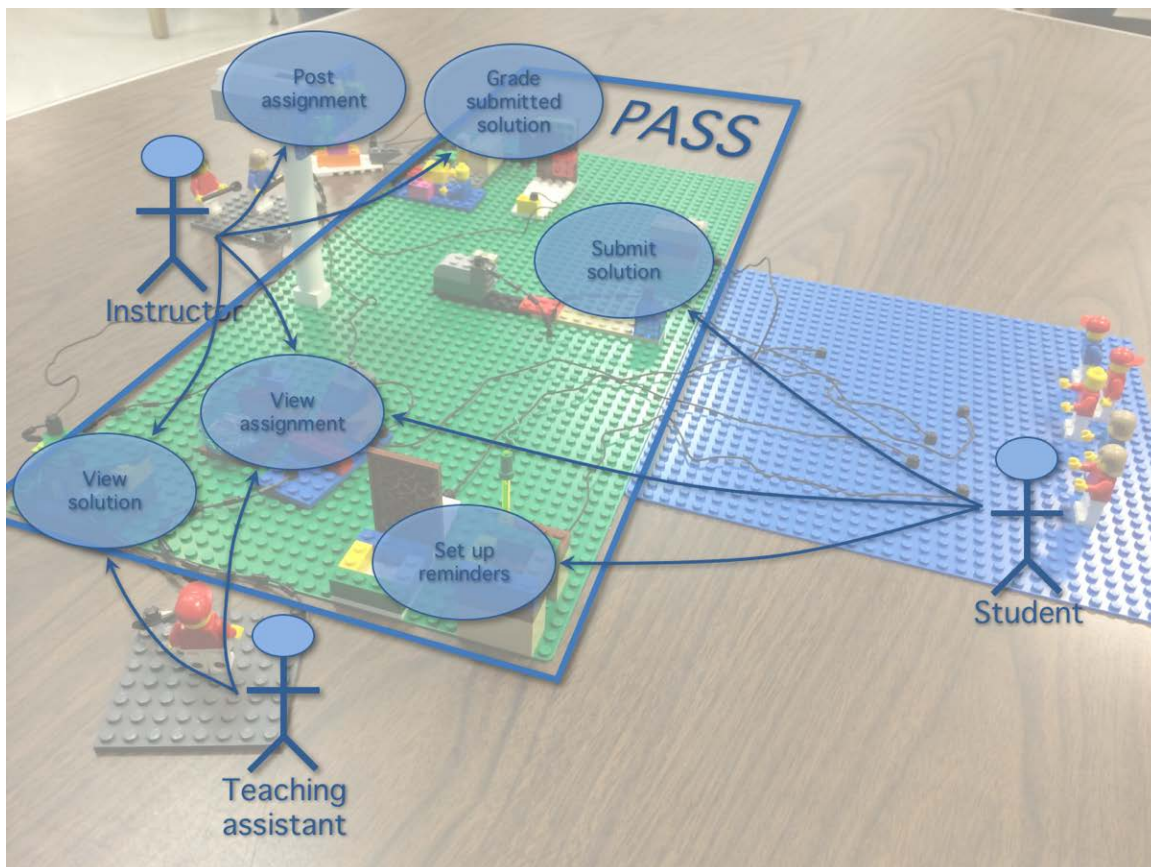 Post
assignment
Grade
submitted
solution
PASS
Submit
solution
Instructor
View
assignment
View
solution
Set up
reminders
Student
Teaching
assistant